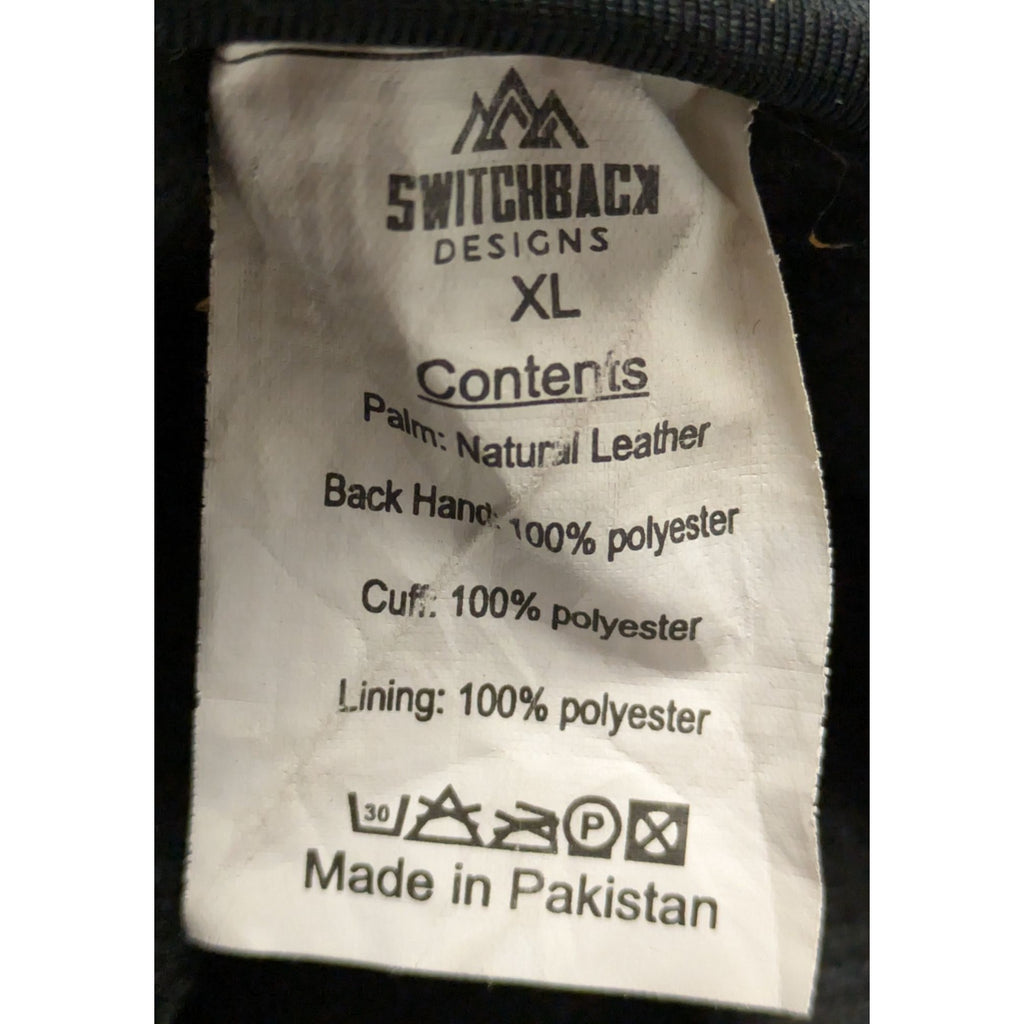 SWITCHBACK
DESIGNS
XL
Contents
Palm: Natural Leather
Back Hand: 100% polyester
Cuff: 100% polyester
Lining: 100% polyester
30 P
Made in Pakistan